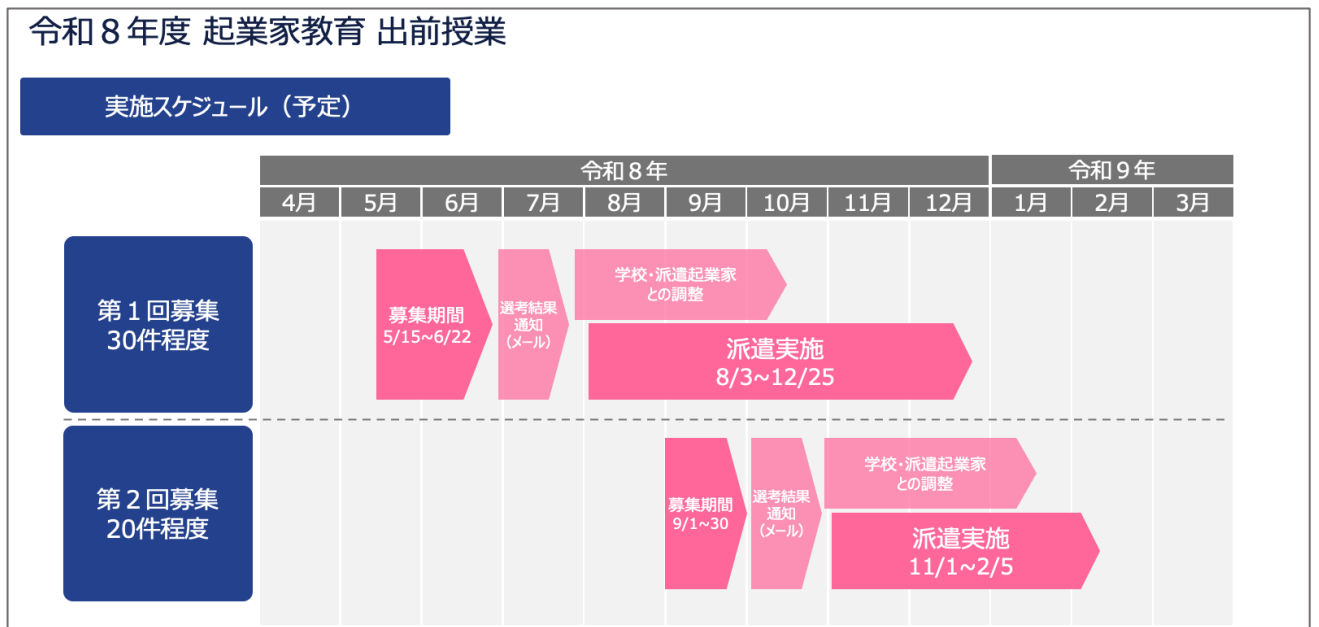 令和８年度 起業家教育 出前授業
実施スケジュール（予定）
令和８年 令和９年
4月 5月 6月 7月 8月 9月 10月 11月 12月 1月 2月 3月
第１回募集
30件程度
募集期間
5/15~6/22
選考結果
通知
(メール)
学校・派遣起業家
との調整
派遣実施
8/3~12/25
第２回募集
20件程度
募集期間
9/1~30
選考結果
通知
(メール)
学校・派遣起業家
との調整
派遣実施
11/1~2/5